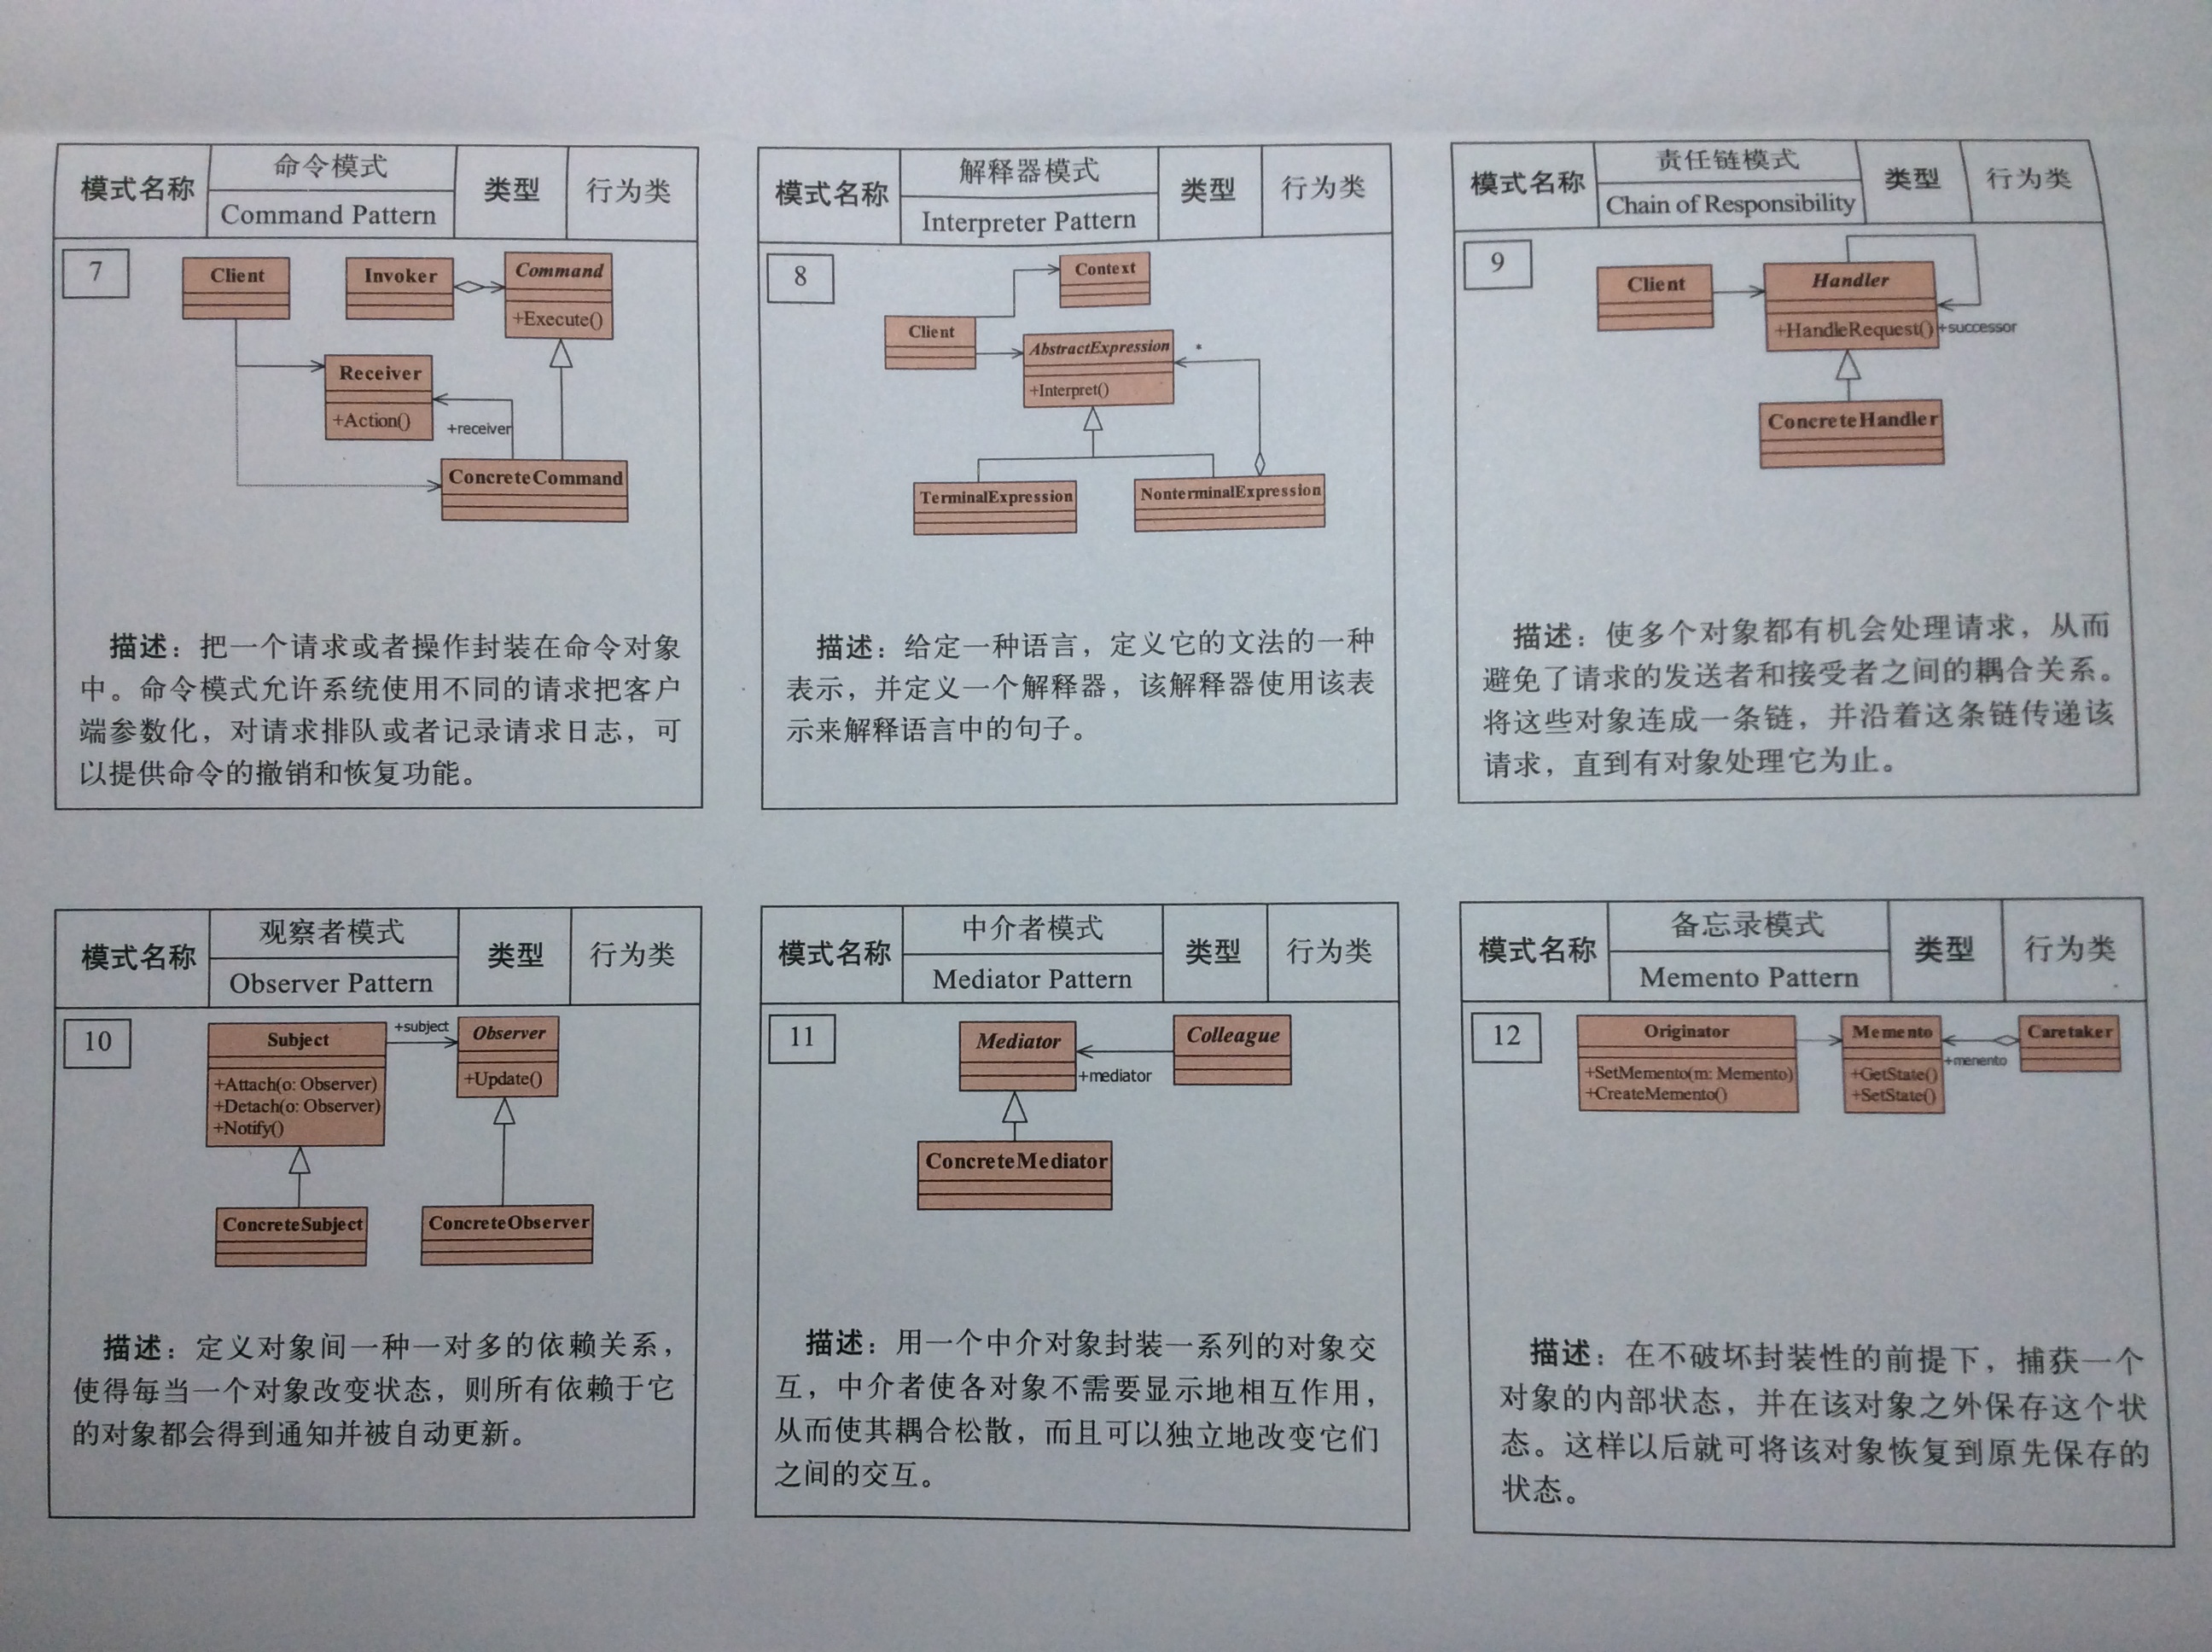 模式名称
命令模式
Command Pattern
类型
行为类
7
Client
Invoker
Command
+Execute()
Receiver
+Action()
+receiver
ConcreteCommand
描述：把一个请求或者操作封装在命令对象
中。命令模式允许系统使用不同的请求把客户
端参数化，对请求排队或者记录请求日志，可
以提供命令的撤销和恢复功能。
模式名称
解释器模式
Interpreter Pattern
类型
行为类
8
Context
Client
AbstractExpression
+Interpret()
*
TerminalExpression
NonterminalExpression
描述：给定一种语言，定义它的文法的一种
表示，并定义一个解释器，该解释器使用该表
示来解释语言中的句子。
模式名称
责任链模式
Chain of Responsibility
类型
行为类
9
Client
Handler
+HandleRequest()
+successor
ConcreteHandler
描述：使多个对象都有机会处理请求，从而
避免了请求的发送者和接受者之间的耦合关系。
将这些对象连成一条链，并沿着这条链传递该
请求，直到有对象处理它为止。
模式名称
观察者模式
Observer Pattern
类型
行为类
10
Subject
+Attach(o: Observer)
+Detach(o: Observer)
+Notify()
+subject
Observer
+Update()
ConcreteSubject
ConcreteObserver
描述：定义对象间一种一对多的依赖关系，
使得每当一个对象改变状态，则所有依赖于它
的对象都会得到通知并被自动更新。
模式名称
中介者模式
Mediator Pattern
类型
行为类
11
Mediator
Colleague
+mediator
ConcreteMediator
描述：用一个中介对象封装一系列的对象交
互，中介者使各对象不需要显示地相互作用，
从而使其耦合松散，而且可以独立地改变它们
之间的交互。
模式名称
备忘录模式
Memento Pattern
类型
行为类
12
Originator
+SetMemento(m: Memento)
+CreateMemento()
Memento
+GetState()
+SetState()
+menento
Caretaker
描述：在不破坏封装性的前提下，捕获一个
对象的内部状态，并在该对象之外保存这个状
态。这样以后就可将该对象恢复到原先保存的
状态。